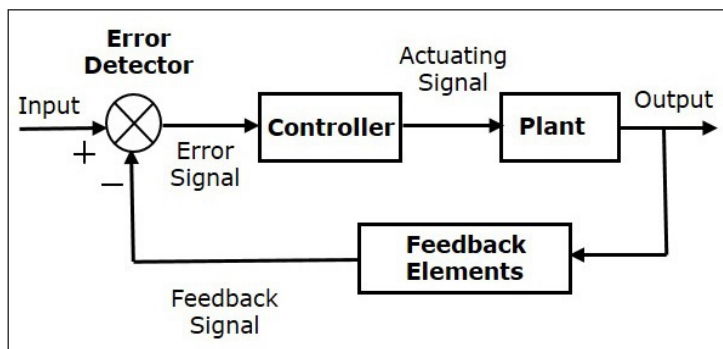 Error
Detector
Input
+
−
Error
Signal
Controller
Actuating
Signal
Plant
Output
Feedback
Elements
Feedback
Signal